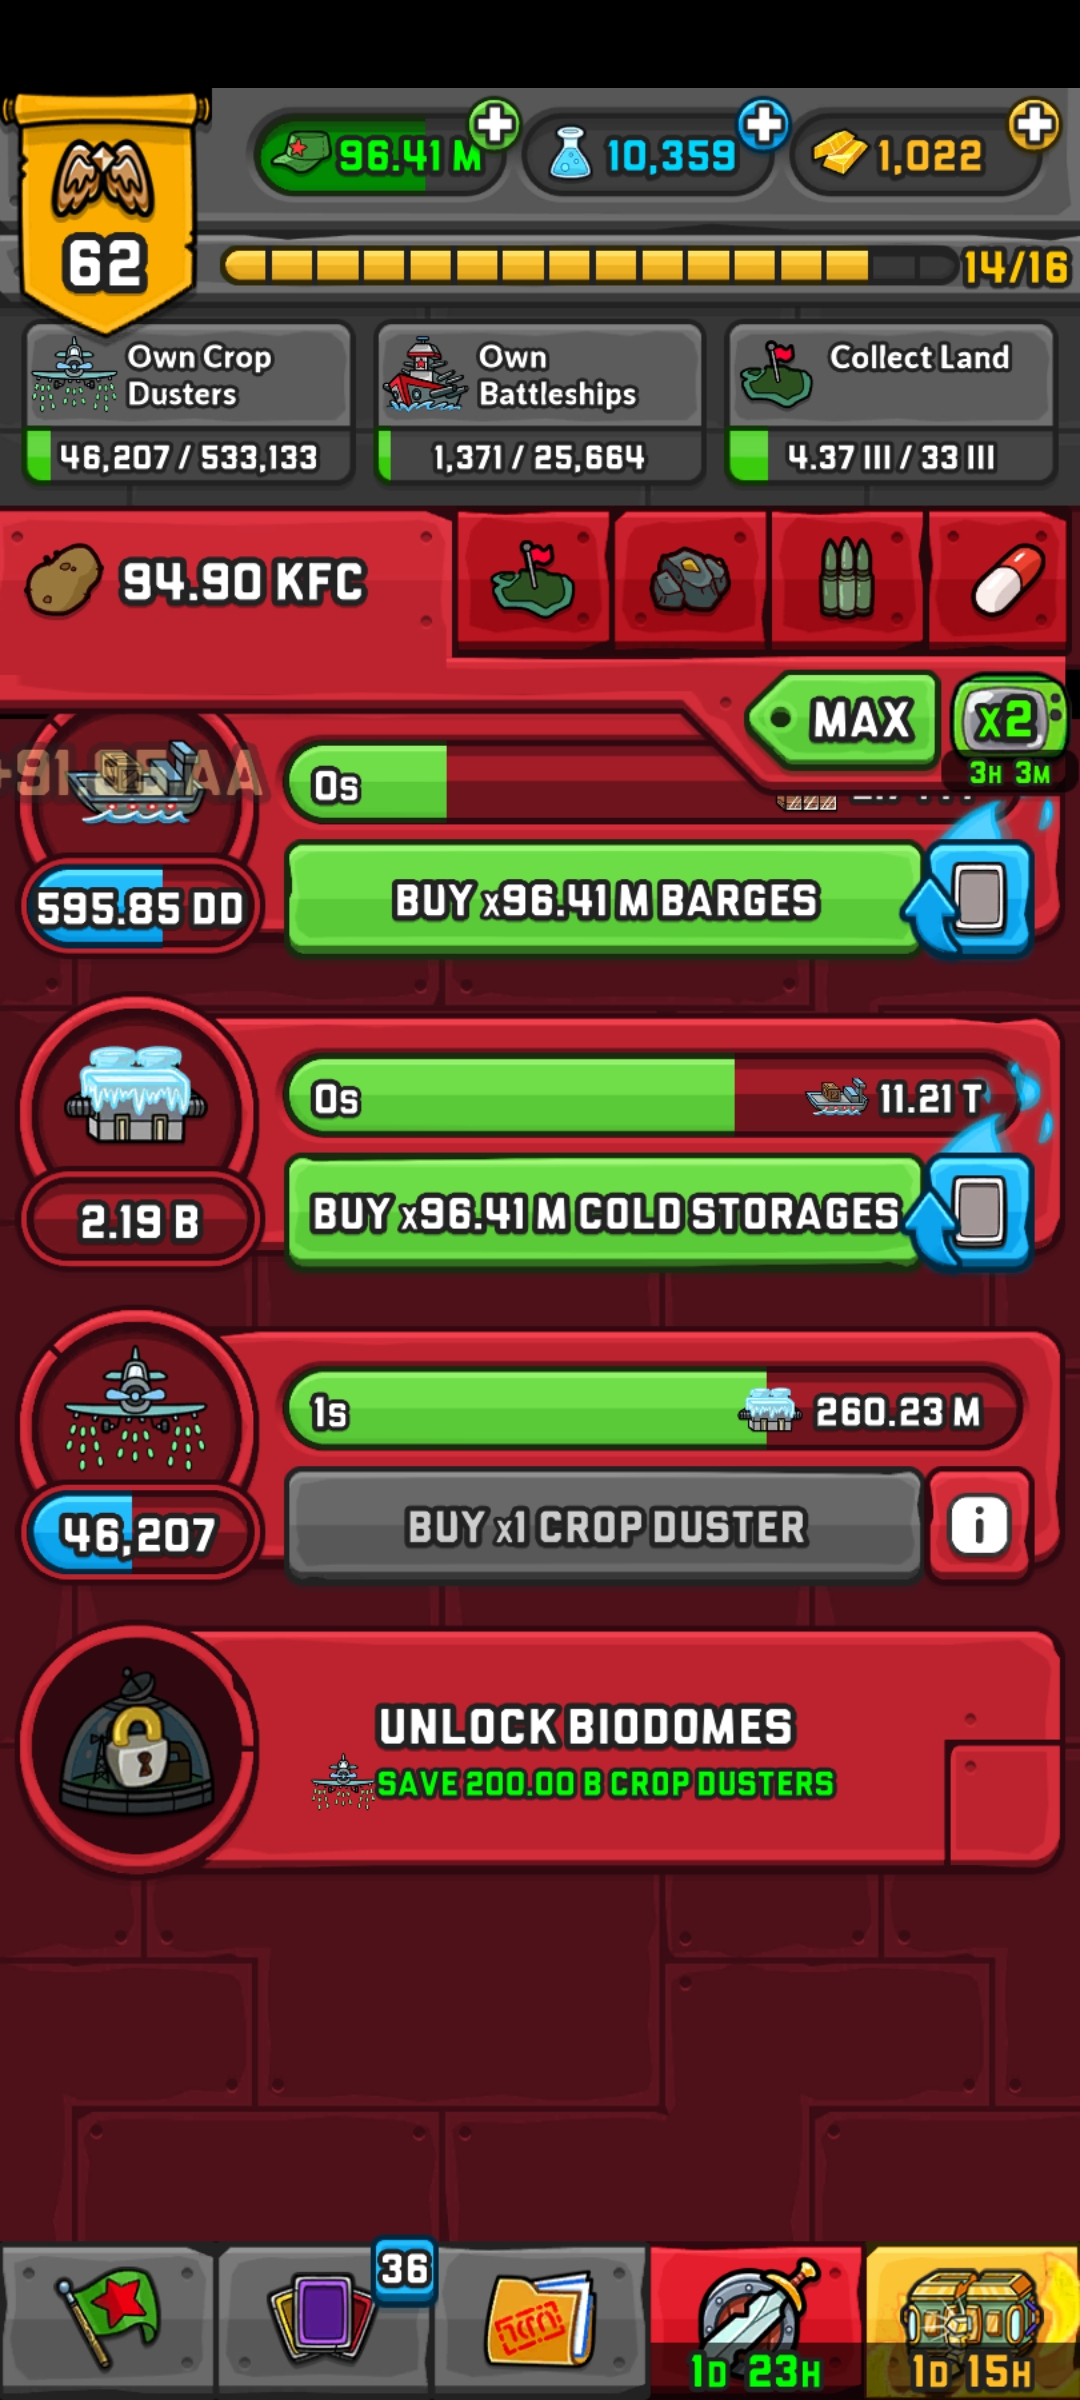 96.41 M
10,359
1,022
62
14/16
Own Crop
Dusters
Own
Battleships
Collect Land
46,207 / 533,133
1,371 / 25,664
4.37 III / 33 III
94.90 KFC
MAX
x2
3H 3M
0s
595.85 DD
BUY x96.41 M BARGES
0s
11.21 T
2.19 B
BUY x96.41 M COLD STORAGES
1s
260.23 M
46,207
BUY x1 CROP DUSTER
i
UNLOCK BIODOMES
SAVE 200.00 B CROP DUSTERS
36
1D 23H
1D 15H